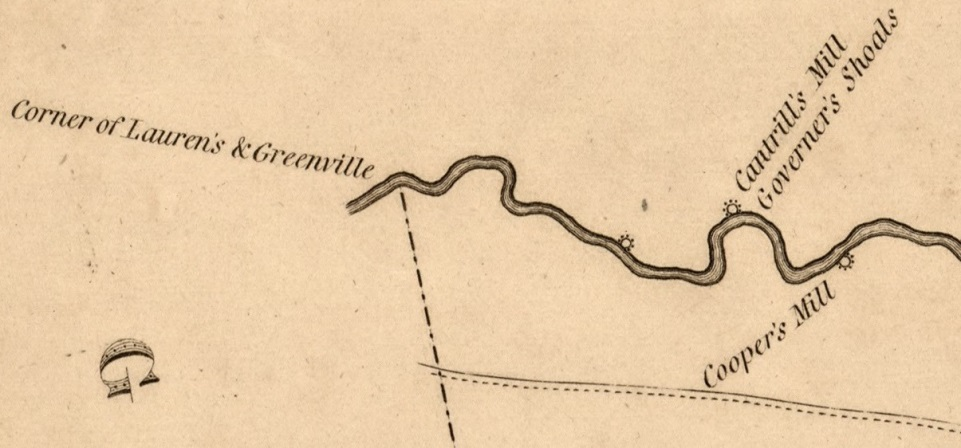 Corner of Lauren's & Greenville
Cantrill's Mill
Governer's Shoals
Cooper's Mill